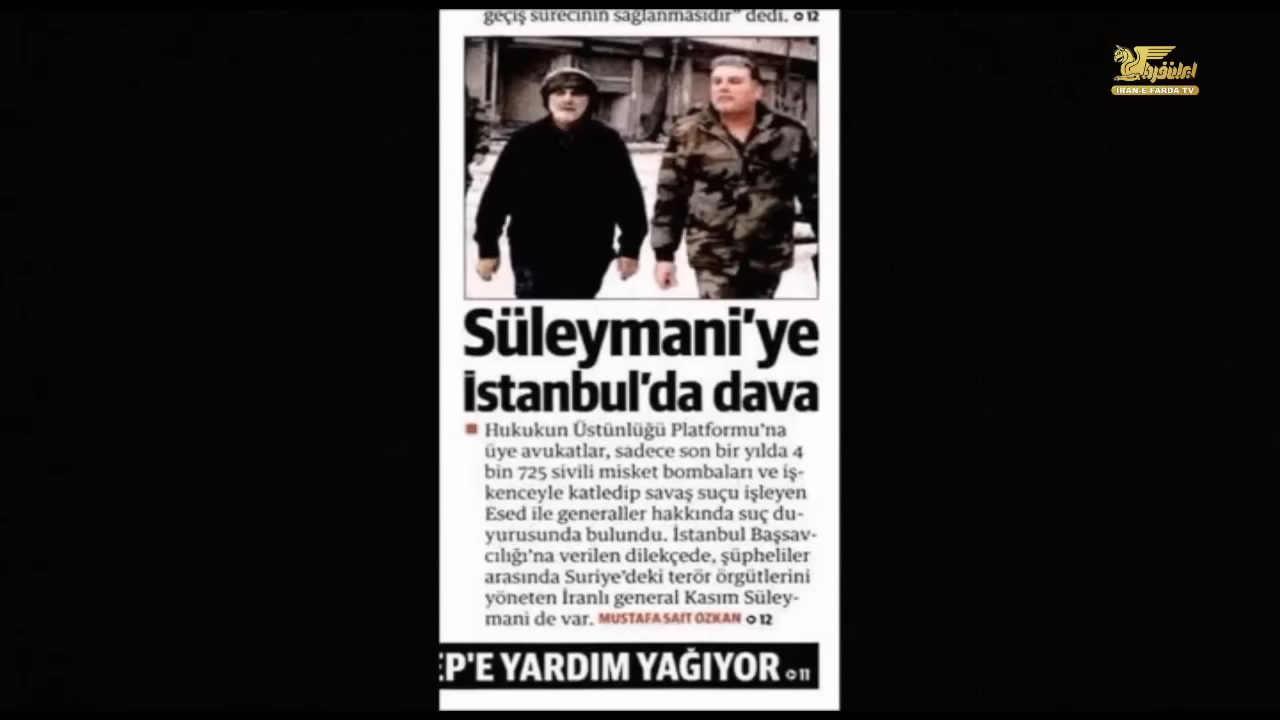 geçiş sürecinin sağlanmasıdır” dedi. 12
ایران فردا
IRAN-E-FARDA TV
Süleymani’ye
İstanbul’da dava
Hukukun Üstünlüğü Platformu’na
üye avukatlar, sadece son bir yılda 4
bin 725 sivili misket bombaları ve iş-
kenceyle katledip savaş suçu işleyen
Esed ile generaller hakkında suç du-
yurusunda bulundu. İstanbul Başsav-
cılığı’na verilen dilekçede, şüpheliler
arasında Suriye’deki terör örgütlerini
yöneten İranlı general Kasım Süley-
mani de var. MUSTAFA SAİT ÖZKAN 12
EP'E YARDIM YAĞIYOR 11